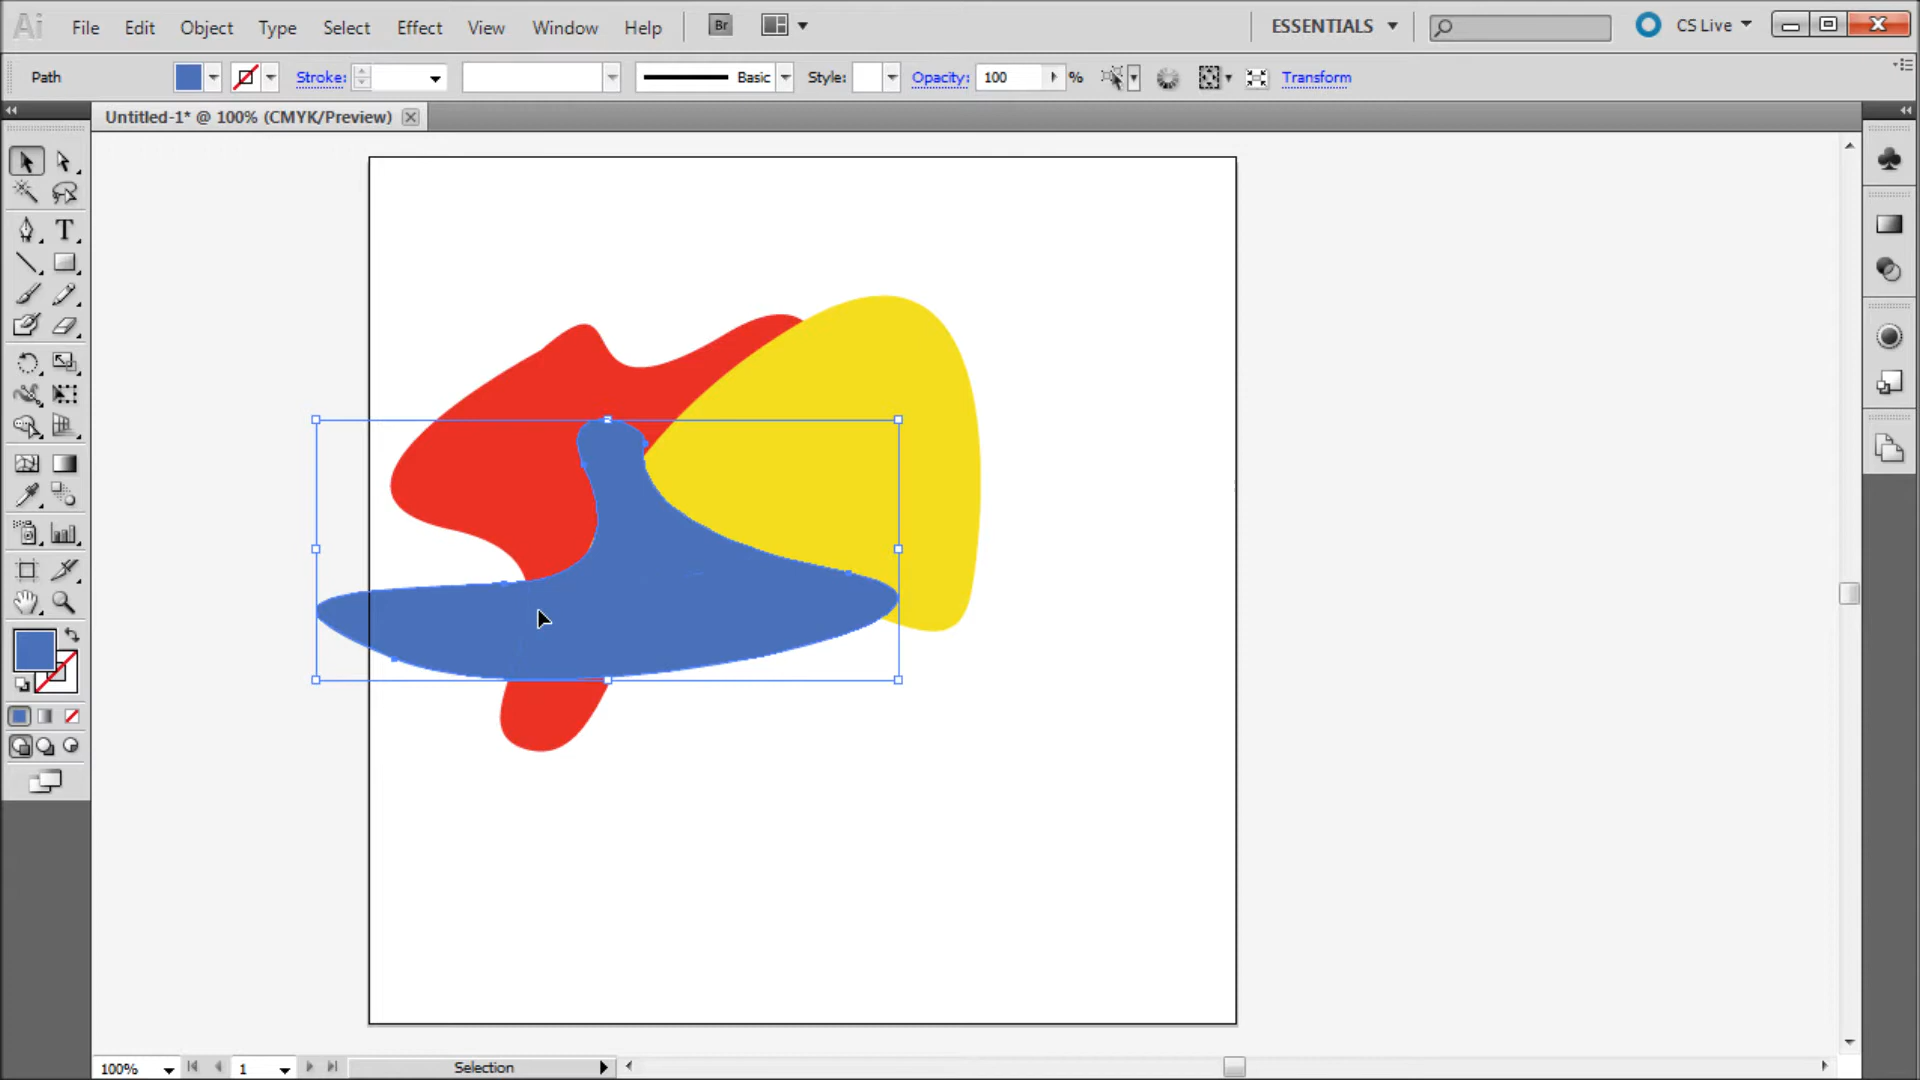 Ai File Edit Object Type Select Effect View Window Help Br ESSENTIALS CS Live
Path Stroke: Basic Style: Opacity: 100 % Transform
Untitled-1* @ 100% (CMYK/Preview)
T
100% 1 Selection